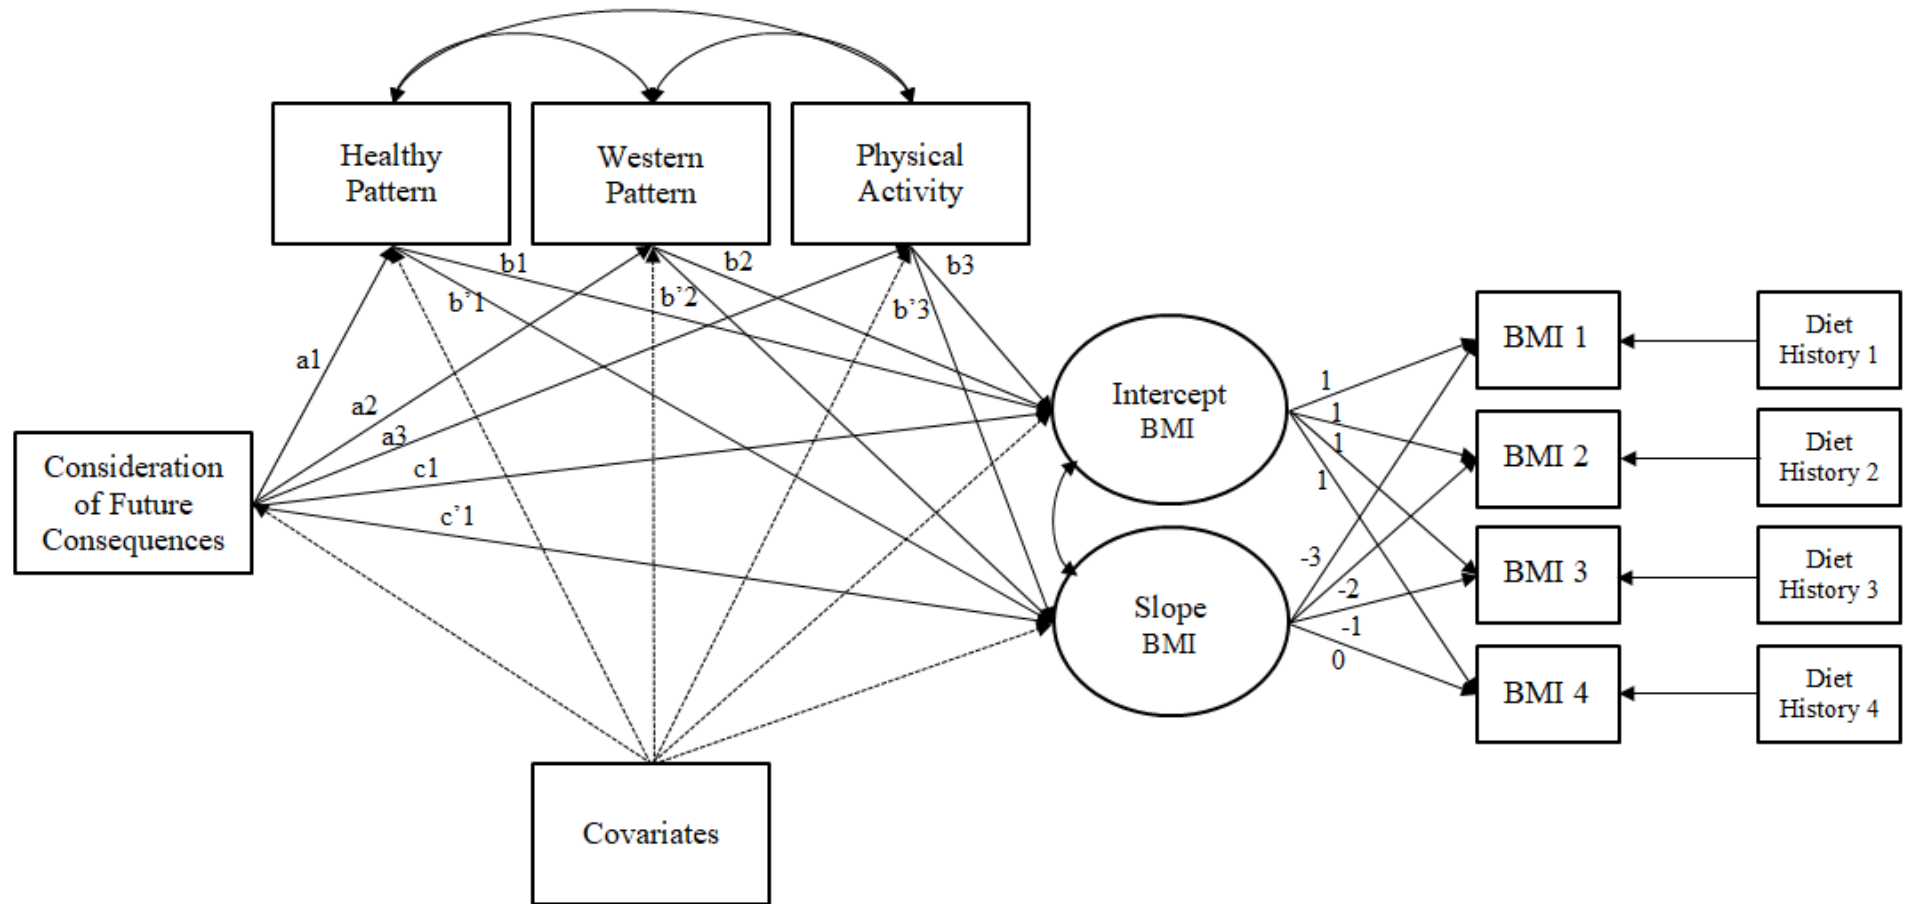 Healthy
Pattern
Western
Pattern
Physical
Activity
b1
b2
b3
b’1
b’2
b’3
a1
a2
a3
c1
c’1
Consideration
of Future
Consequences
Intercept
BMI
Slope
BMI
1
1
1
1
-3
-2
-1
0
BMI 1
Diet
History 1
BMI 2
Diet
History 2
BMI 3
Diet
History 3
BMI 4
Diet
History 4
Covariates